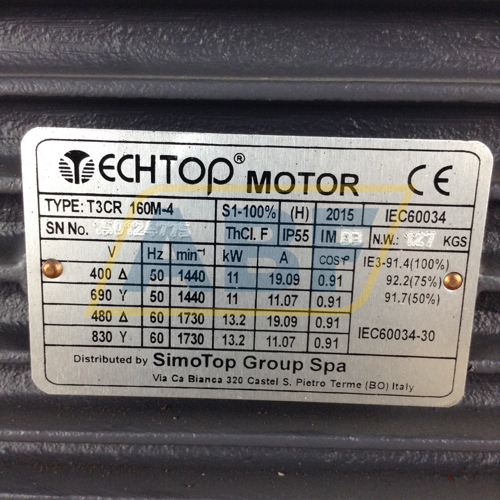 TECHTOP® MOTOR CE
TYPE: T3CR 160M-4 S1-100% (H) 2015 IEC60034
SN No. ThCl. F IP55 IM N.W.: 127 KGS
V Hz min⁻¹ kW A COSφ IE3-91.4(100%)
400 Δ 50 1440 11 19.09 0.91 92.2(75%)
690 Y 50 1440 11 11.07 0.91 91.7(50%)
480 Δ 60 1730 13.2 19.09 0.91 IEC60034-30
830 Y 60 1730 13.2 11.07 0.91
Distributed by SimoTop Group Spa
Via Ca Bianca 320 Castel S. Pietro Terme (BO) Italy
ABF